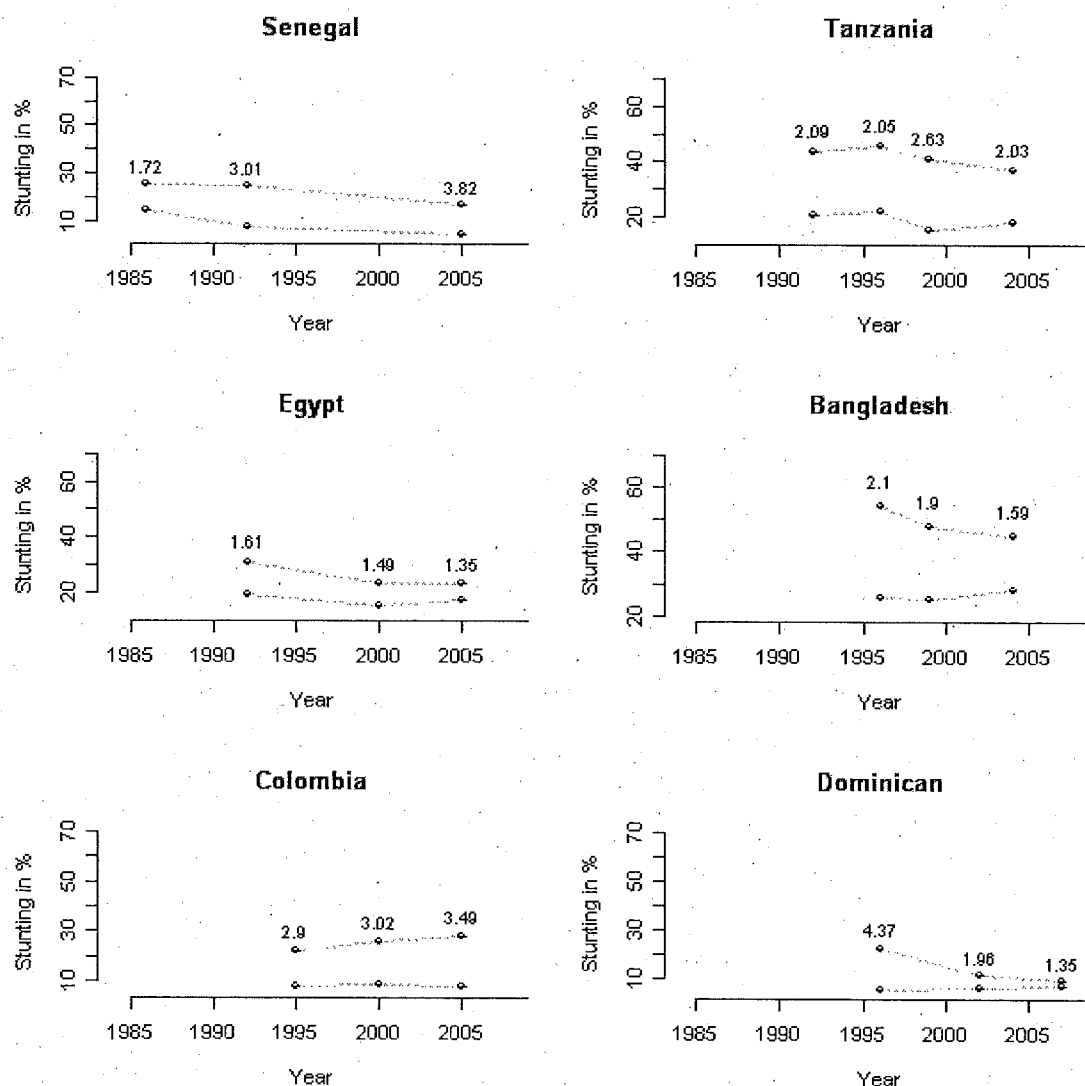 Senegal
Stunting in %
70
50
30
10
1.72
3.01
3.82
1985 1990 1995 2000 2005
Year
Tanzania
Stunting in %
60
40
20
2.09
2.05
2.63
2.03
1985 1990 1995 2000 2005
Year
Egypt
Stunting in %
60
40
20
1.61
1.49
1.35
1985 1990 1995 2000 2005
Year
Bangladesh
Stunting in %
60
40
20
2.1
1.9
1.59
1985 1990 1995 2000 2005
Year
Colombia
Stunting in %
70
50
30
10
2.9
3.02
3.49
1985 1990 1995 2000 2005
Year
Dominican
Stunting in %
70
50
30
10
4.37
1.96
1.35
1985 1990 1995 2000 2005
Year